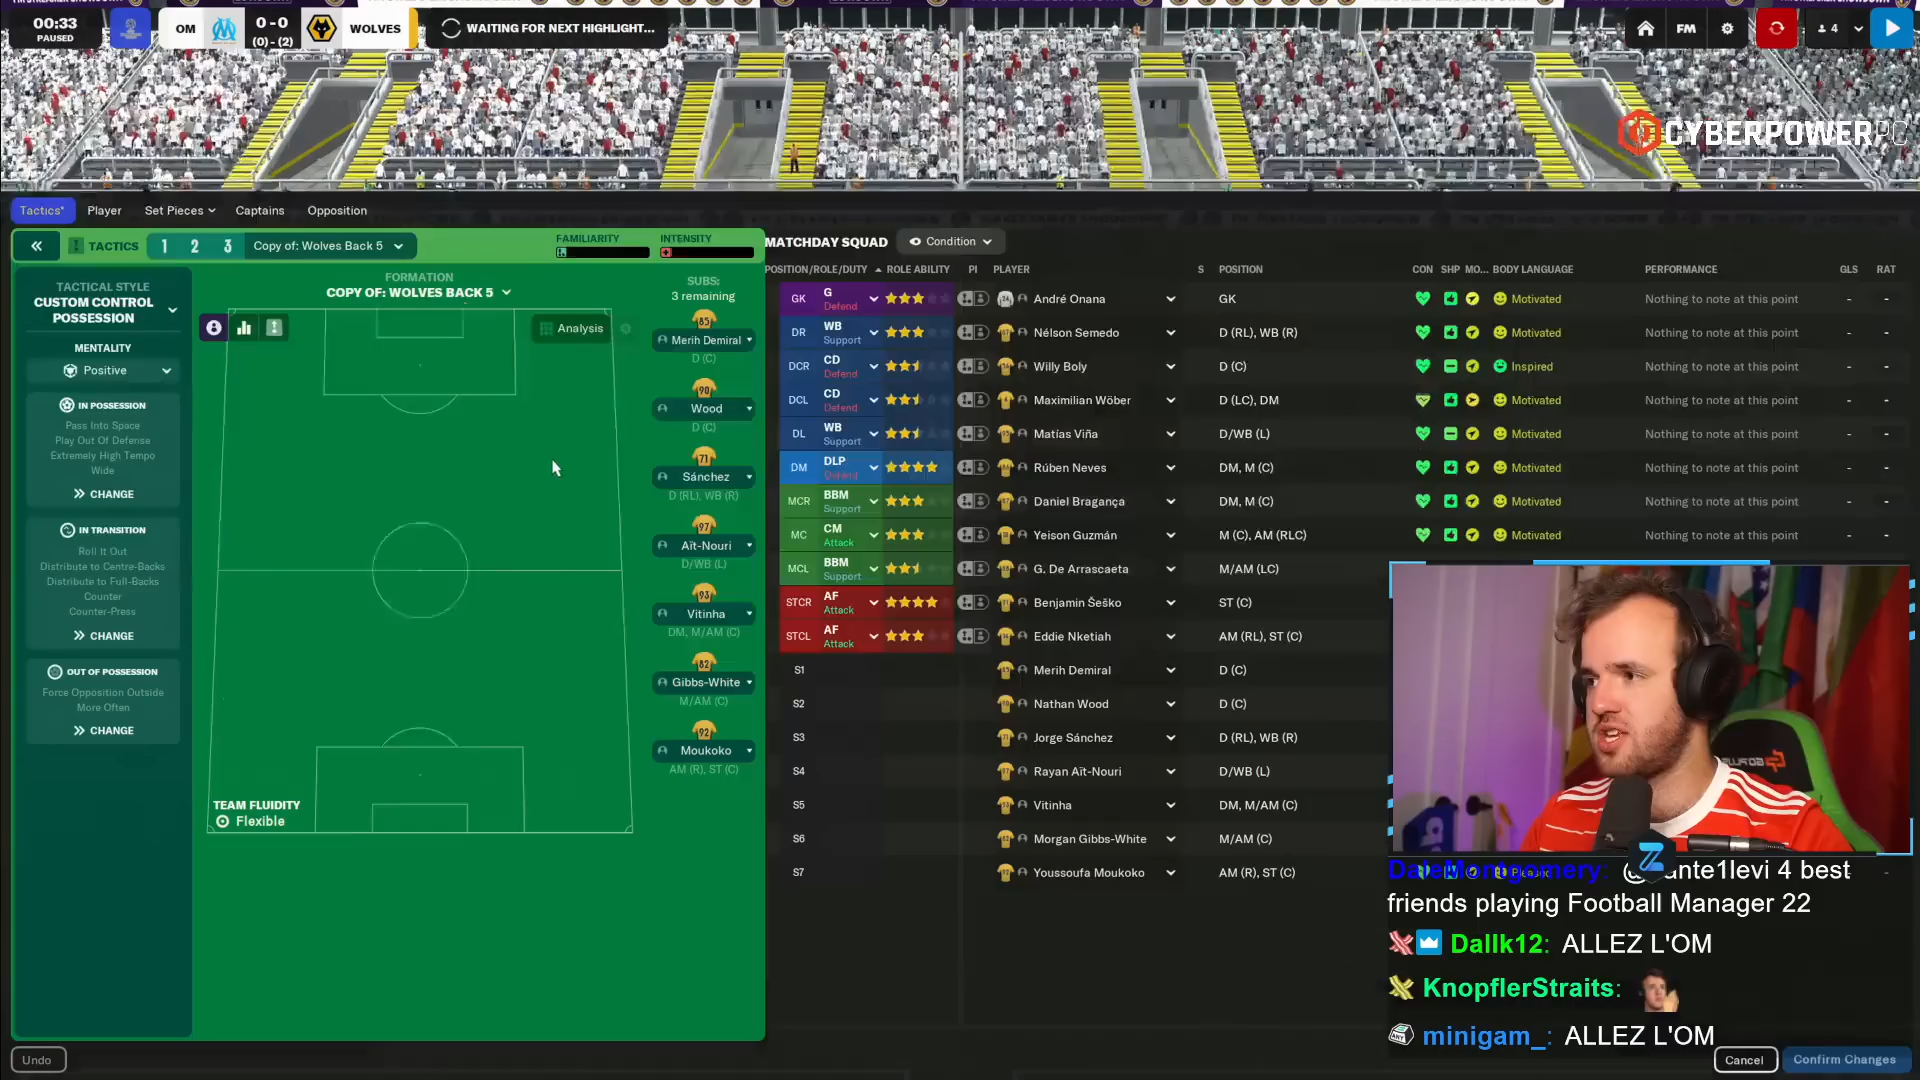 00:33
PAUSED
OM
0-0
(0) - (2)
WOLVES
WAITING FOR NEXT HIGHLIGHT...
FM
4
CYBERPOWERPC
Tactics*
Player
Set Pieces
Captains
Opposition
TACTICS
1 2 3
Copy of: Wolves Back 5
FAMILIARITY
INTENSITY
TACTICAL STYLE
CUSTOM CONTROL
POSSESSION
MENTALITY
Positive
IN POSSESSION
Pass Into Space
Play Out Of Defense
Extremely High Tempo
Wide
CHANGE
IN TRANSITION
Roll It Out
Distribute to Centre-Backs
Distribute to Full-Backs
Counter
Counter-Press
CHANGE
OUT OF POSSESSION
Force Opposition Outside
More Often
CHANGE
FORMATION
COPY OF: WOLVES BACK 5
Analysis
TEAM FLUIDITY
Flexible
SUBS:
3 remaining
85
Merih Demiral
D (C)
90
Wood
D (C)
71
Sánchez
D (RL), WB (R)
97
Aït-Nouri
D/WB (L)
93
Vitinha
DM, M/AM (C)
82
Gibbs-White
M/AM (C)
92
Moukoko
AM (R), ST (C)
MATCHDAY SQUAD
Condition
POSITION/ROLE/DUTY ROLE ABILITY PI PLAYER S POSITION CON SHP MO... BODY LANGUAGE PERFORMANCE GLS RAT
GK G Defend André Onana GK Motivated Nothing to note at this point - -
DR WB Support Nélson Semedo D (RL), WB (R) Motivated Nothing to note at this point - -
DCR CD Defend Willy Boly D (C) Inspired Nothing to note at this point - -
DCL CD Defend Maximilian Wöber D (LC), DM Motivated Nothing to note at this point - -
DL WB Support Matías Viña D/WB (L) Motivated Nothing to note at this point - -
DM DLP Defend Rúben Neves DM, M (C) Motivated Nothing to note at this point - -
MCR BBM Support Daniel Bragança DM, M (C) Motivated Nothing to note at this point - -
MC CM Attack Yeison Guzmán M (C), AM (RLC) Motivated Nothing to note at this point - -
MCL BBM Support G. De Arrascaeta M/AM (LC)
STCR AF Attack Benjamin Šeško ST (C)
STCL AF Attack Eddie Nketiah AM (RL), ST (C)
S1 Merih Demiral D (C)
S2 Nathan Wood D (C)
S3 Jorge Sánchez D (RL), WB (R)
S4 Rayan Aït-Nouri D/WB (L)
S5 Vitinha DM, M/AM (C)
S6 Morgan Gibbs-White M/AM (C)
S7 Youssoufa Moukoko AM (R), ST (C)
DaleMontgomery: 4 best
friends playing Football Manager 22
Dallk12: ALLEZ L'OM
KnopflerStraits:
minigam_: ALLEZ L'OM
Undo
Cancel
Confirm Changes